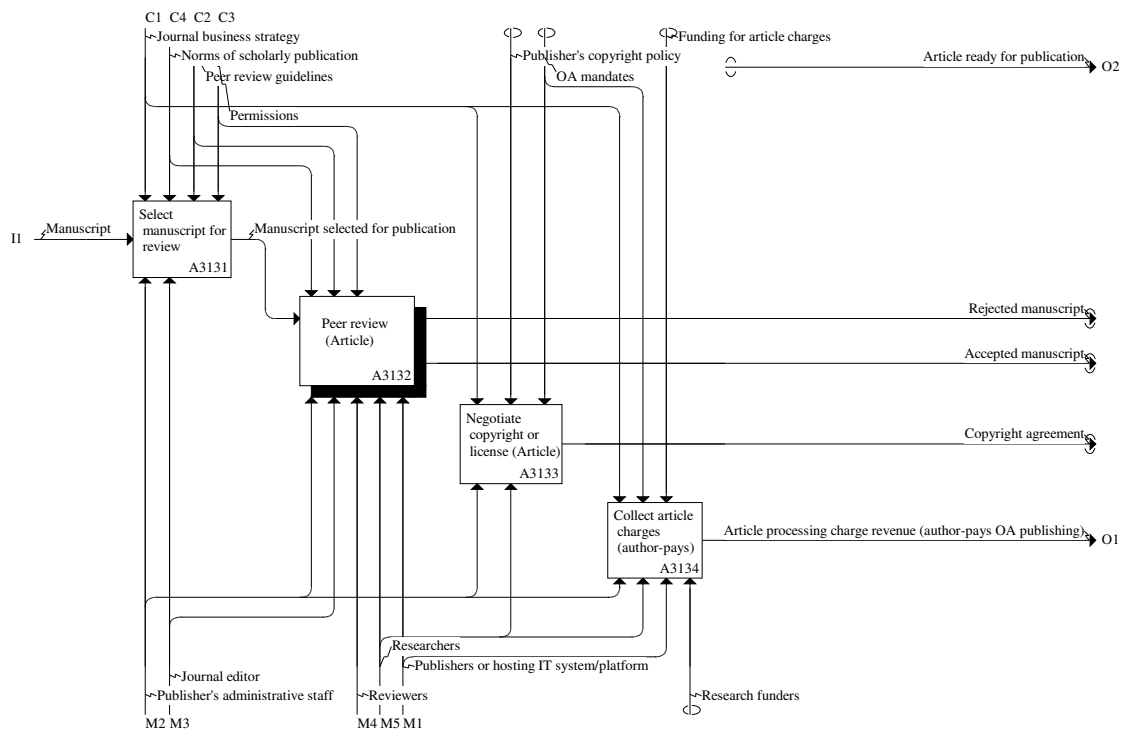 C1 C4 C2 C3
Journal business strategy
Funding for article charges
Norms of scholarly publication
Publisher's copyright policy
Article ready for publication
O2
Peer review guidelines
OA mandates
Permissions
Select
manuscript for
review
A3131
I1
Manuscript
Manuscript selected for publication
Rejected manuscript
Peer review
(Article)
A3132
Accepted manuscript
Negotiate
copyright or
license (Article)
A3133
Copyright agreement
Collect article
charges
(author-pays)
A3134
Article processing charge revenue (author-pays OA publishing)
O1
Researchers
Publishers or hosting IT system/platform
Journal editor
Publisher's administrative staff
Reviewers
Research funders
M2 M3
M4 M5 M1